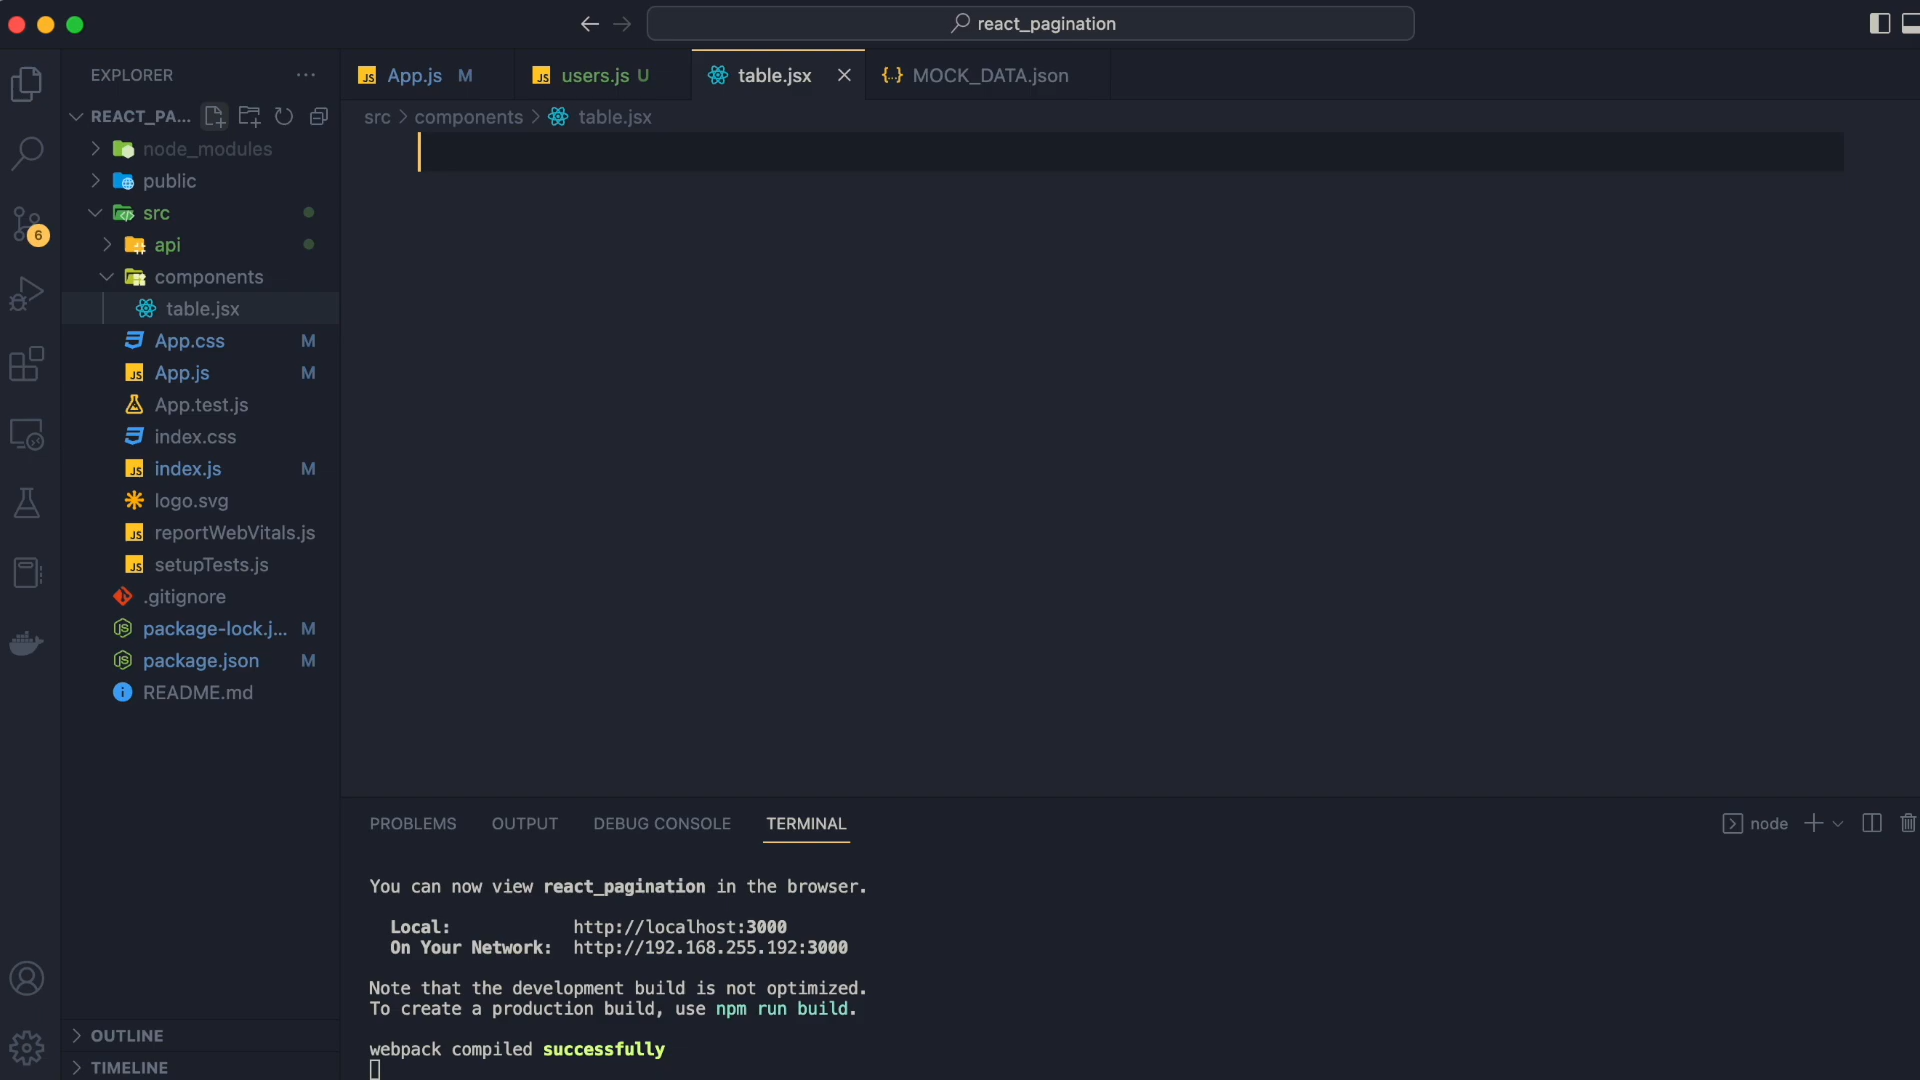 react_pagination
EXPLORER
REACT_PA...
node_modules
public
src
api
components
table.jsx
App.css M
App.js M
App.test.js
index.css
index.js M
logo.svg
reportWebVitals.js
setupTests.js
.gitignore
package-lock.j... M
package.json M
README.md
OUTLINE
TIMELINE
6
App.js M
users.js U
table.jsx
MOCK_DATA.json
src > components > table.jsx
PROBLEMS OUTPUT DEBUG CONSOLE TERMINAL
node
You can now view react_pagination in the browser.
Local: http://localhost:3000
On Your Network: http://192.168.255.192:3000
Note that the development build is not optimized.
To create a production build, use npm run build.
webpack compiled successfully